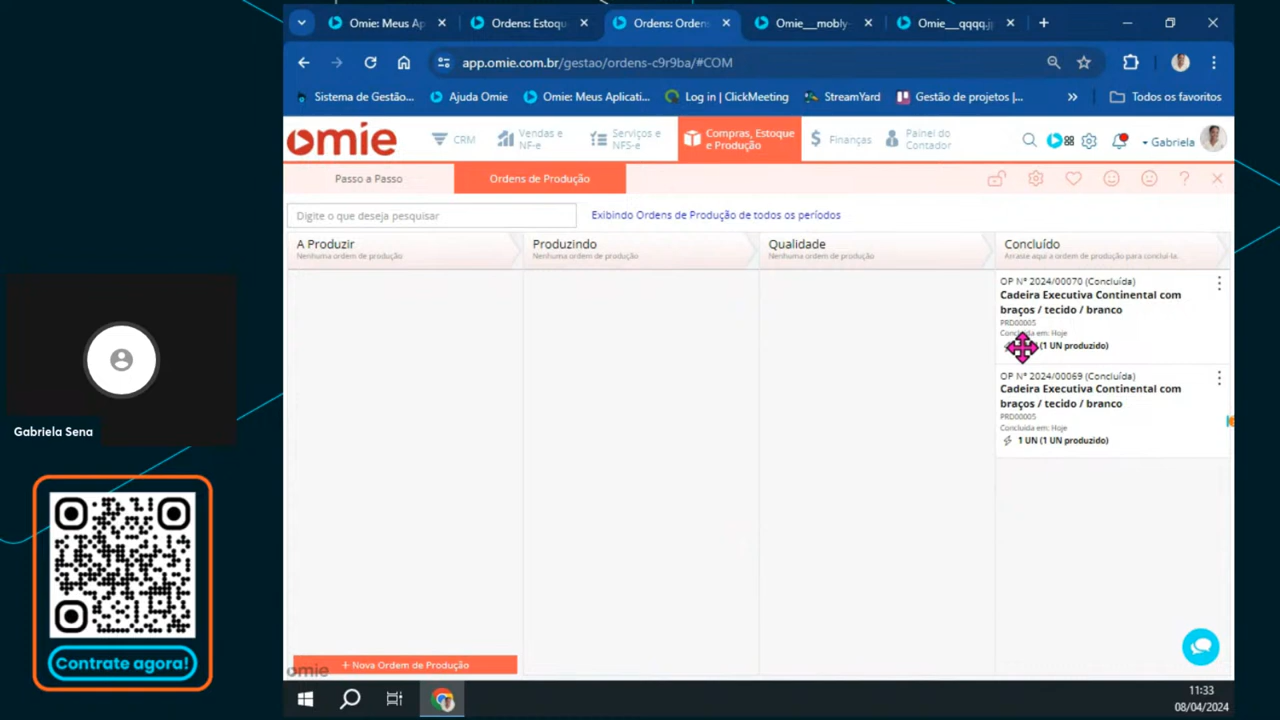 Omie: Meus Ap
Ordens: Estoqu
Ordens: Orden
Omie__mobly-
Omie__qqqq.j
app.omie.com.br/gestao/ordens-c9r9ba/#COM
Sistema de Gestão...
Ajuda Omie
Omie: Meus Aplicati...
Log in | ClickMeeting
StreamYard
Gestão de projetos |...
»
Todos os favoritos
omie
CRM
Vendas e
NF-e
Serviços e
NFS-e
Compras, Estoque
e Produção
Finanças
Painel do
Contador
Gabriela
Passo a Passo
Ordens de Produção
Digite o que deseja pesquisar
Exibindo Ordens de Produção de todos os períodos
A Produzir
Nenhuma ordem de produção
Produzindo
Nenhuma ordem de produção
Qualidade
Nenhuma ordem de produção
Concluído
Arraste aqui a ordem de produção para concluí-la.
OP Nº 2024/00070 (Concluída)
Cadeira Executiva Continental com
braços / tecido / branco
PRD00005
Concluída em: Hoje
(1 UN produzido)
OP Nº 2024/00069 (Concluída)
Cadeira Executiva Continental com
braços / tecido / branco
PRD00005
Concluída em: Hoje
1 UN (1 UN produzido)
Gabriela Sena
Contrate agora!
+ Nova Ordem de Produção
omie
11:33
08/04/2024